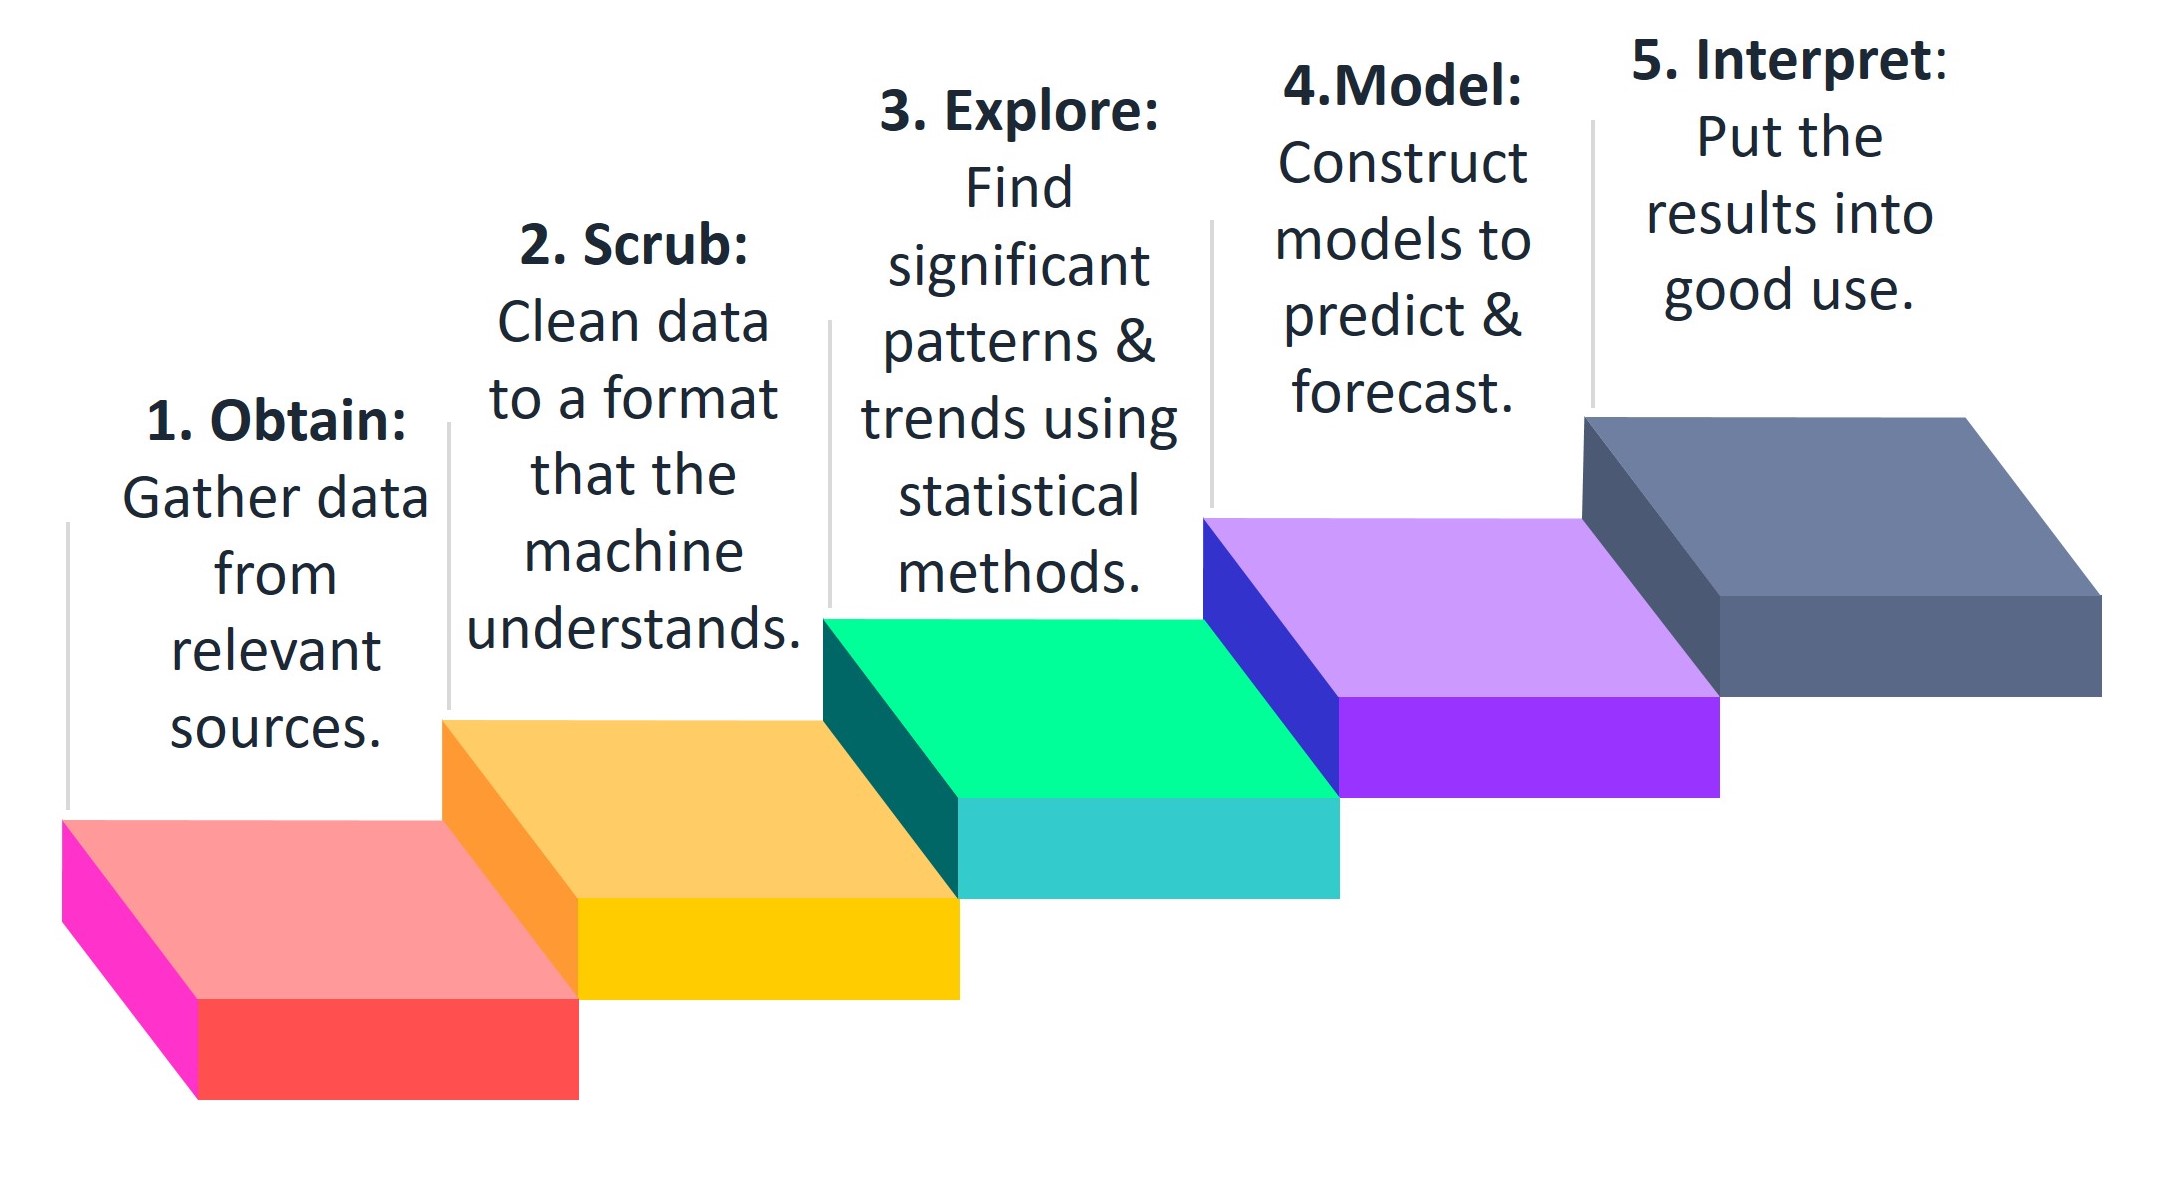 1. Obtain:
Gather data
from
relevant
sources.
2. Scrub:
Clean data
to a format
that the
machine
understands.
3. Explore:
Find
significant
patterns &
trends using
statistical
methods.
4.Model:
Construct
models to
predict &
forecast.
5. Interpret:
Put the
results into
good use.